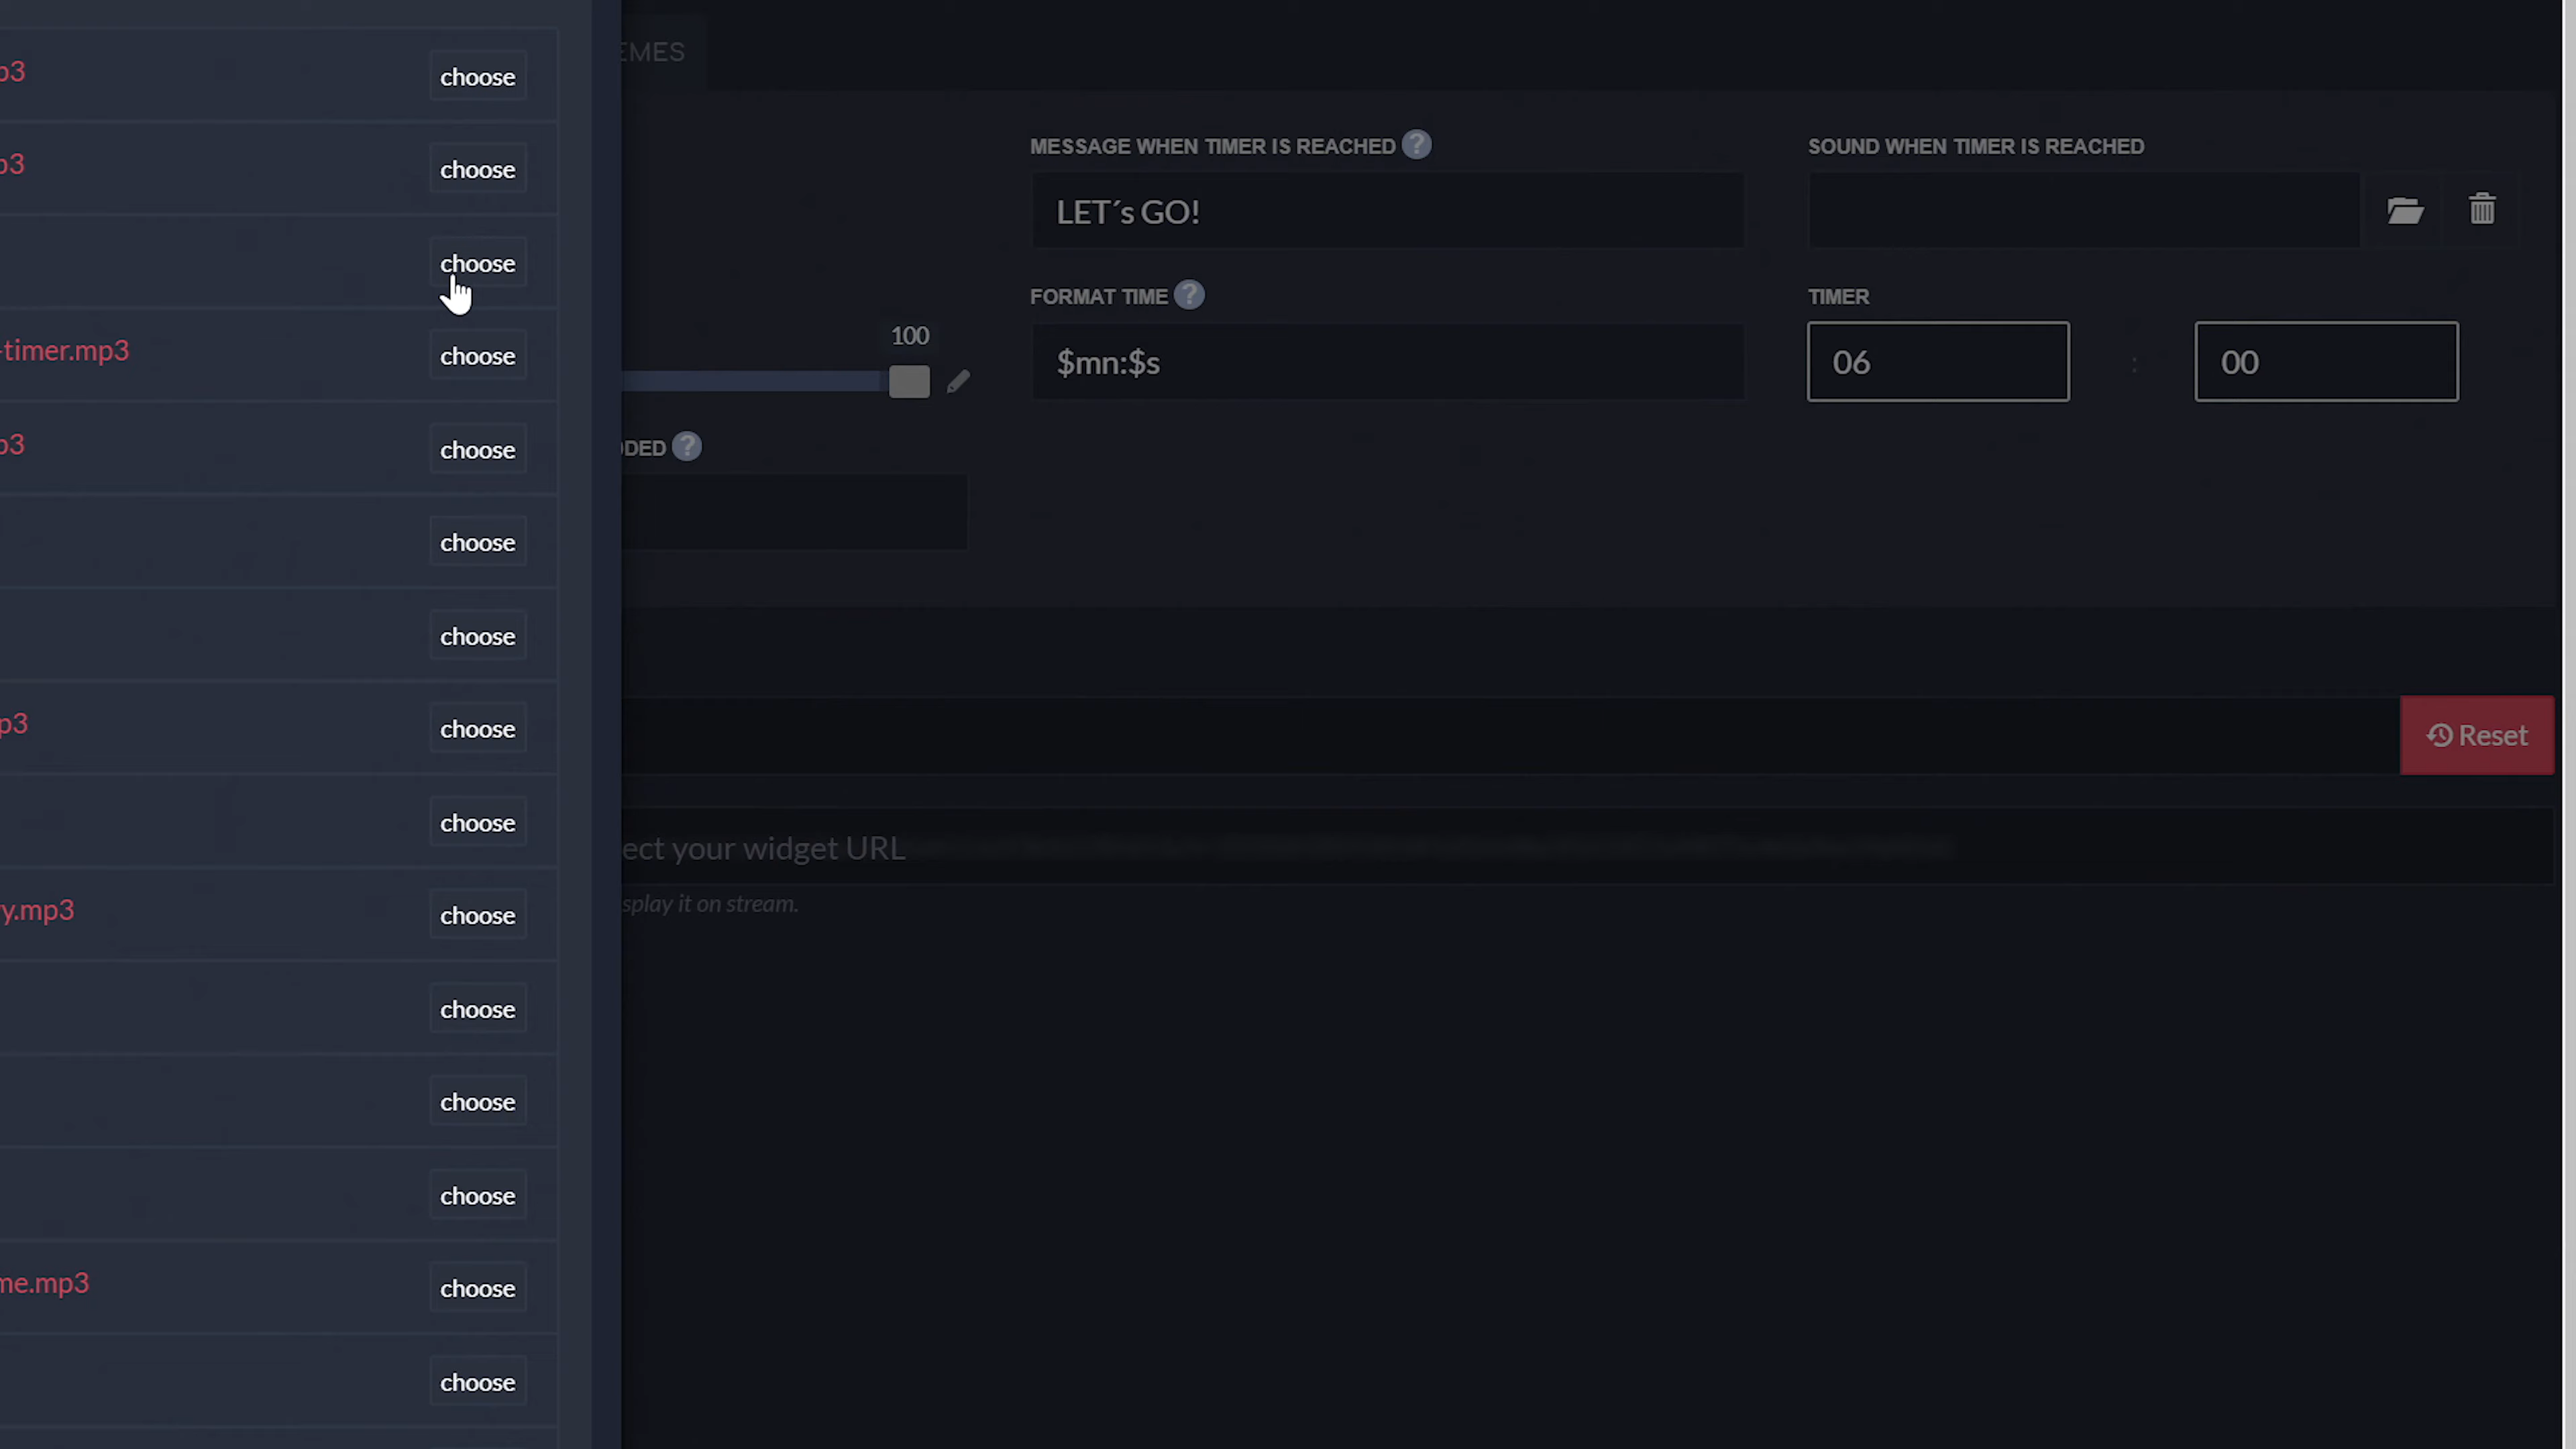 p3 choose
p3 choose
choose
-timer.mp3 choose
p3 choose
choose
choose
p3 choose
choose
y.mp3 choose
choose
choose
choose
me.mp3 choose
choose
EMES
MESSAGE WHEN TIMER IS REACHED ?
LET´s GO!
SOUND WHEN TIMER IS REACHED
100
FORMAT TIME ?
$mn:$s
TIMER
06 : 00
DED ?
Reset
ect your widget URL
splay it on stream.